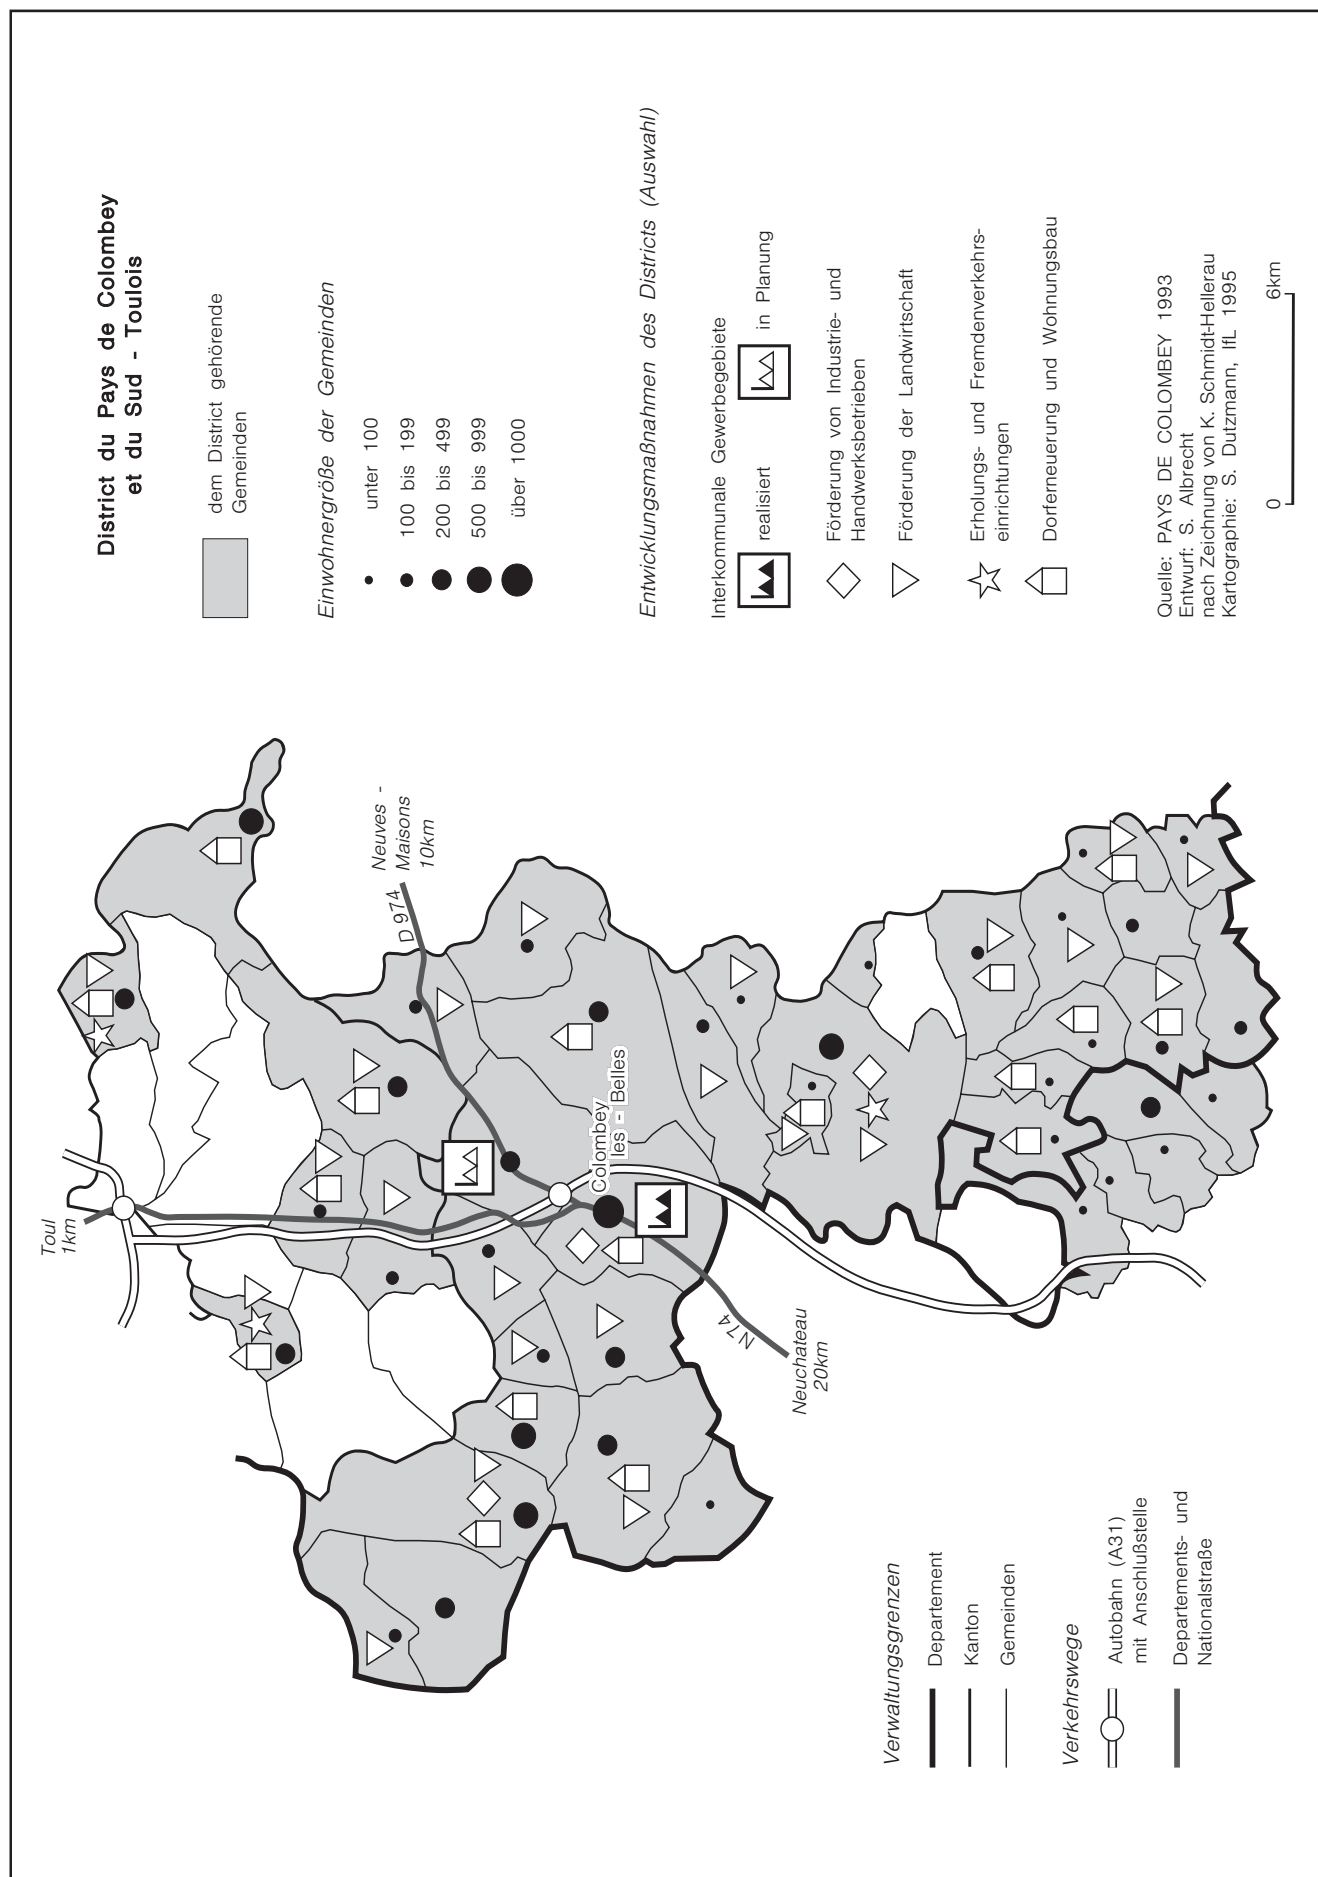 District du Pays de Colombey
et du Sud - Toulois
dem District gehörende
Gemeinden
Einwohnergröße der Gemeinden
unter 100
100 bis 199
200 bis 499
500 bis 999
über 1000
Entwicklungsmaßnahmen des Districts (Auswahl)
Interkommunale Gewerbegebiete
realisiert
in Planung
Förderung von Industrie- und
Handwerksbetrieben
Förderung der Landwirtschaft
Erholungs- und Fremdenverkehrs-
einrichtungen
Dorferneuerung und Wohnungsbau
Quelle: PAYS DE COLOMBEY 1993
Entwurf: S. Albrecht
nach Zeichnung von K. Schmidt-Hellerau
Kartographie: S. Dutzmann, IfL 1995
0
6km
Toul
1km
Neuves -
Maisons
10km
D 974
Colombey
les - Belles
N74
Neuchateau
20km
Verwaltungsgrenzen
Departement
Kanton
Gemeinden
Verkehrswege
Autobahn (A31)
mit Anschlußstelle
Departements- und
Nationalstraße